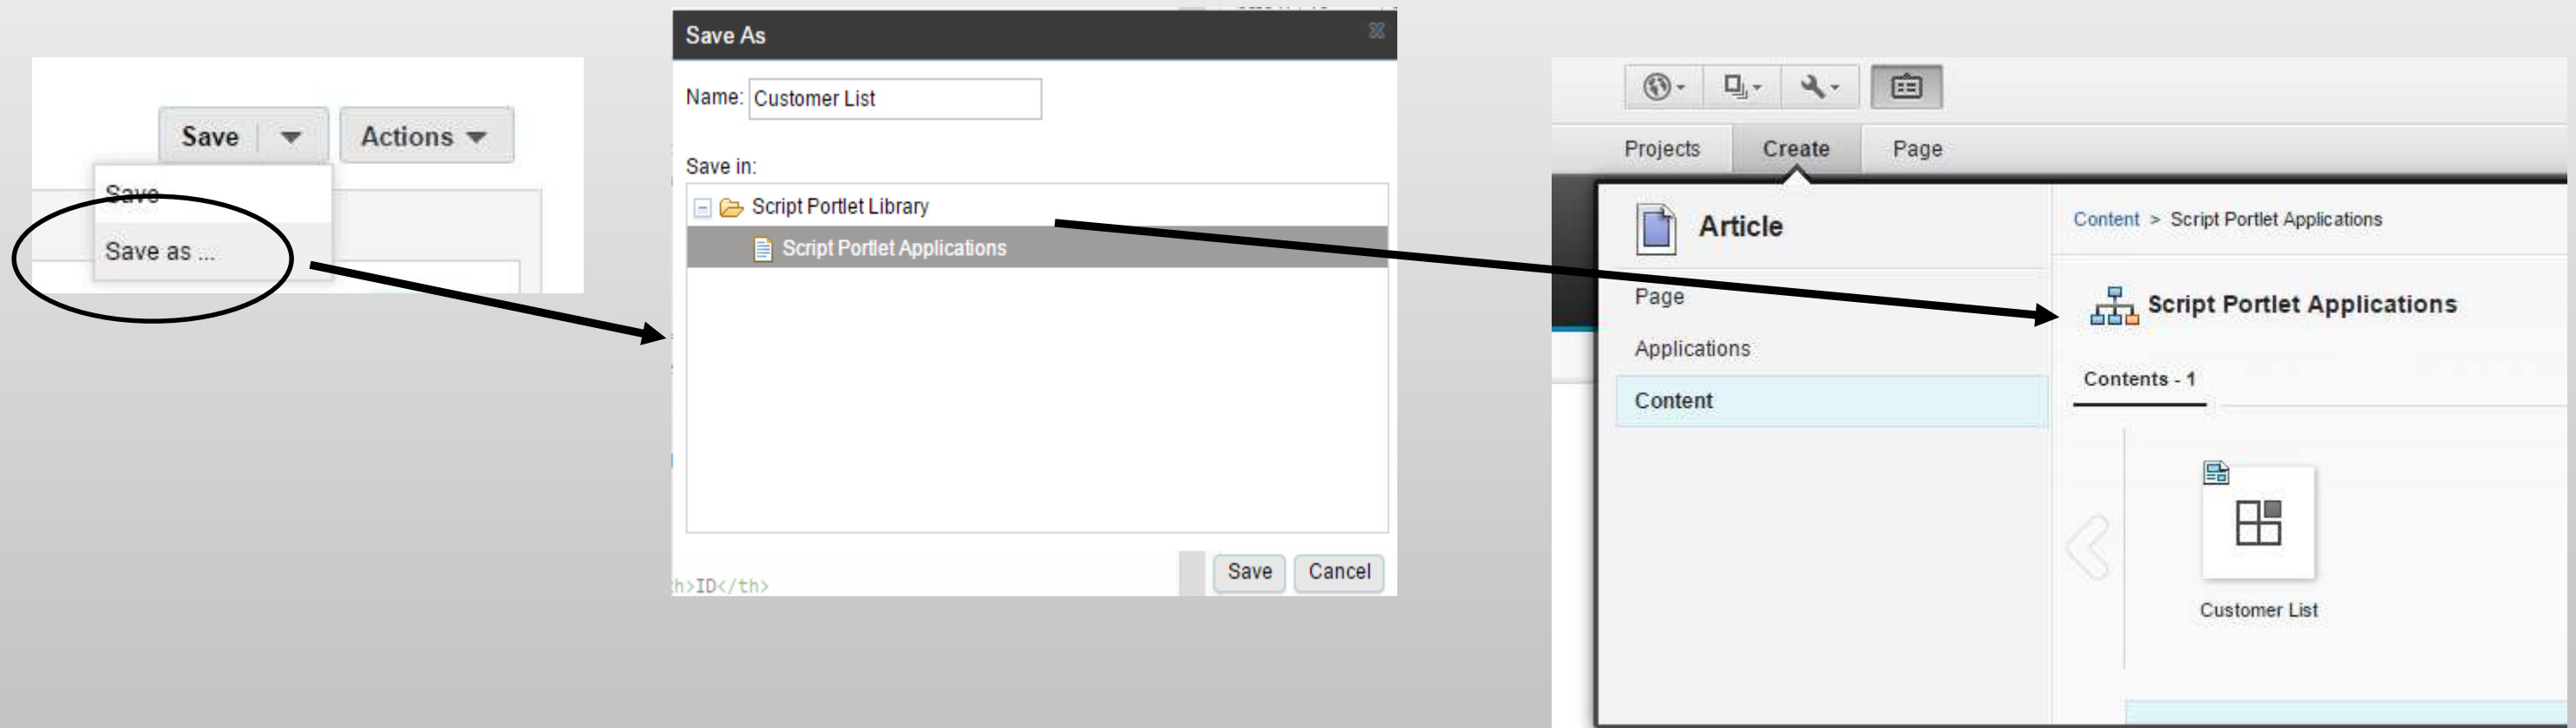 Save
Actions
Save
Save as ...
Save As
Name: Customer List
Save in:
Script Portlet Library
Script Portlet Applications
h>ID</th>
Save Cancel
Projects Create Page
Article
Page
Applications
Content
Content > Script Portlet Applications
Script Portlet Applications
Contents - 1
Customer List